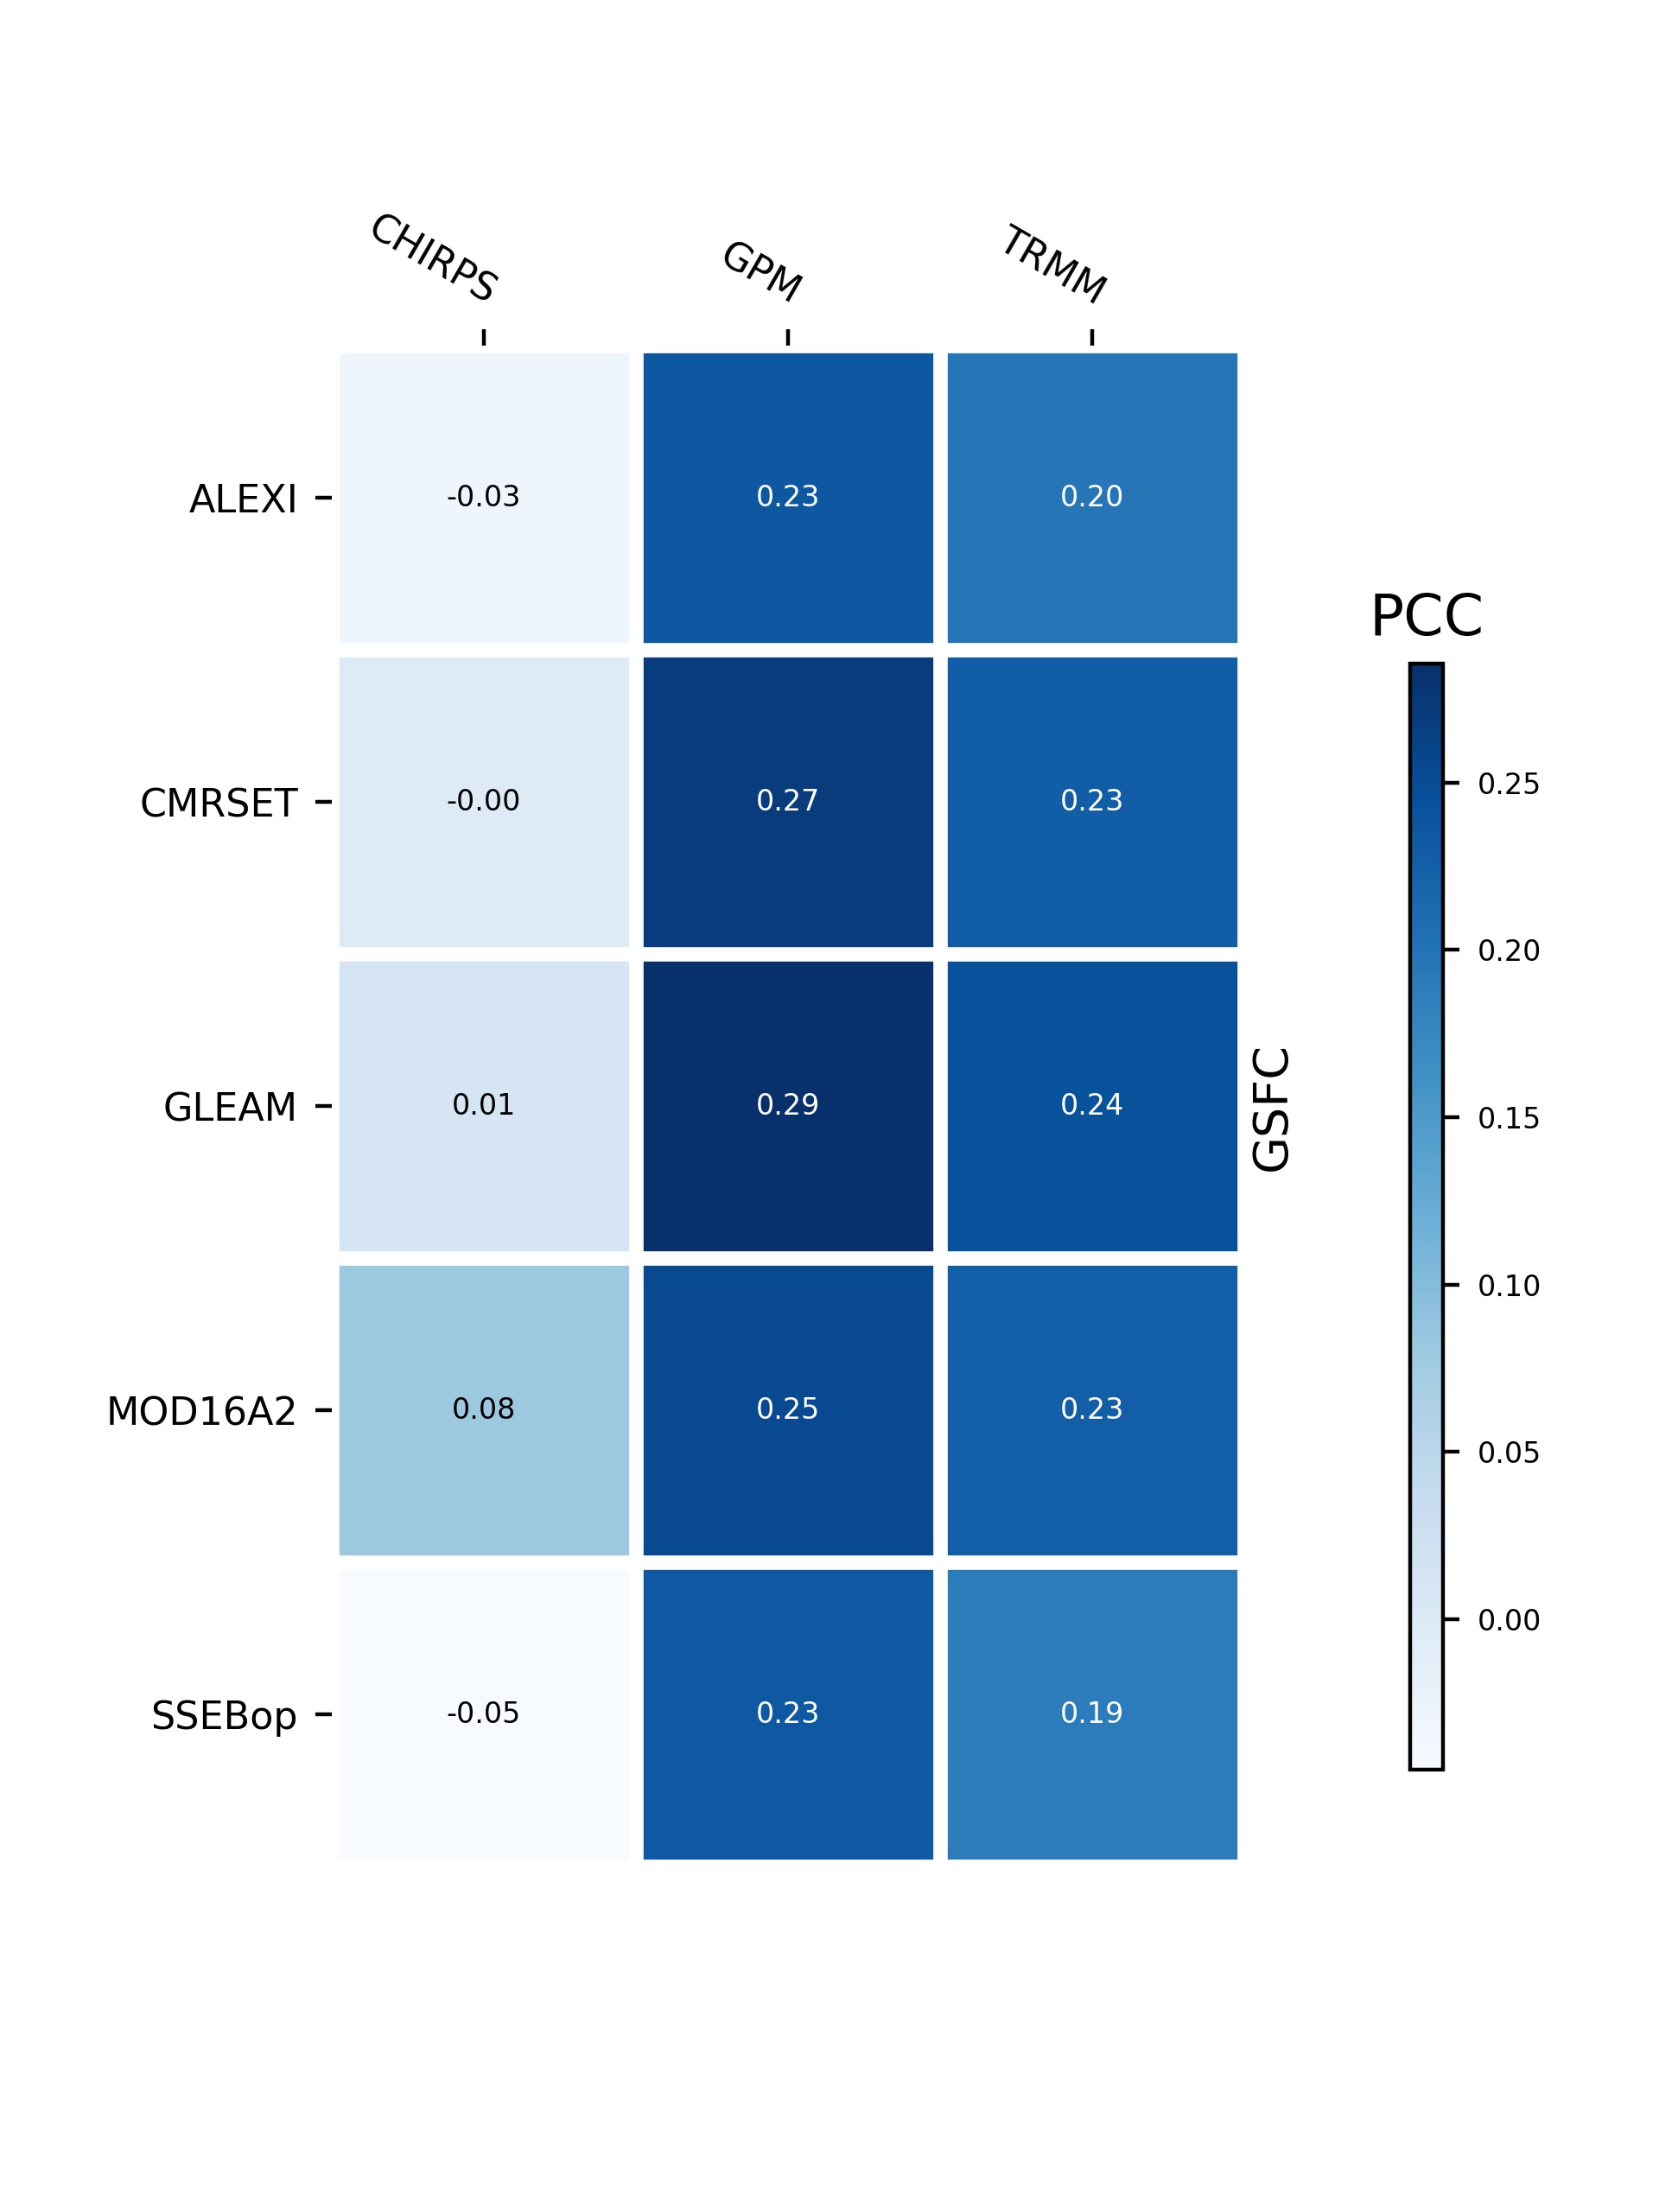 CHIRPS GPM TRMM
ALEXI -0.03 0.23 0.20
CMRSET -0.00 0.27 0.23
GLEAM 0.01 0.29 0.24
MOD16A2 0.08 0.25 0.23
SSEBop -0.05 0.23 0.19
GSFC
PCC
0.25
0.20
0.15
0.10
0.05
0.00